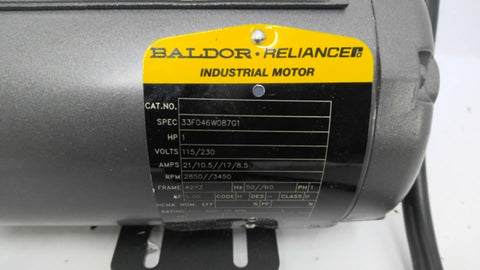 BALDOR · RELIANCE
INDUSTRIAL MOTOR
CAT.NO.
SPEC 33F046W087G1
HP 1
VOLTS 115/230
AMPS 21/10.5//17/8.5
RPM 2850//3450
FRAME 42YZ Hz 50//60 PH 1
SF 1.00 CODE H DES - CLASS B
NEMA NOM. EFF % PF %
RATING